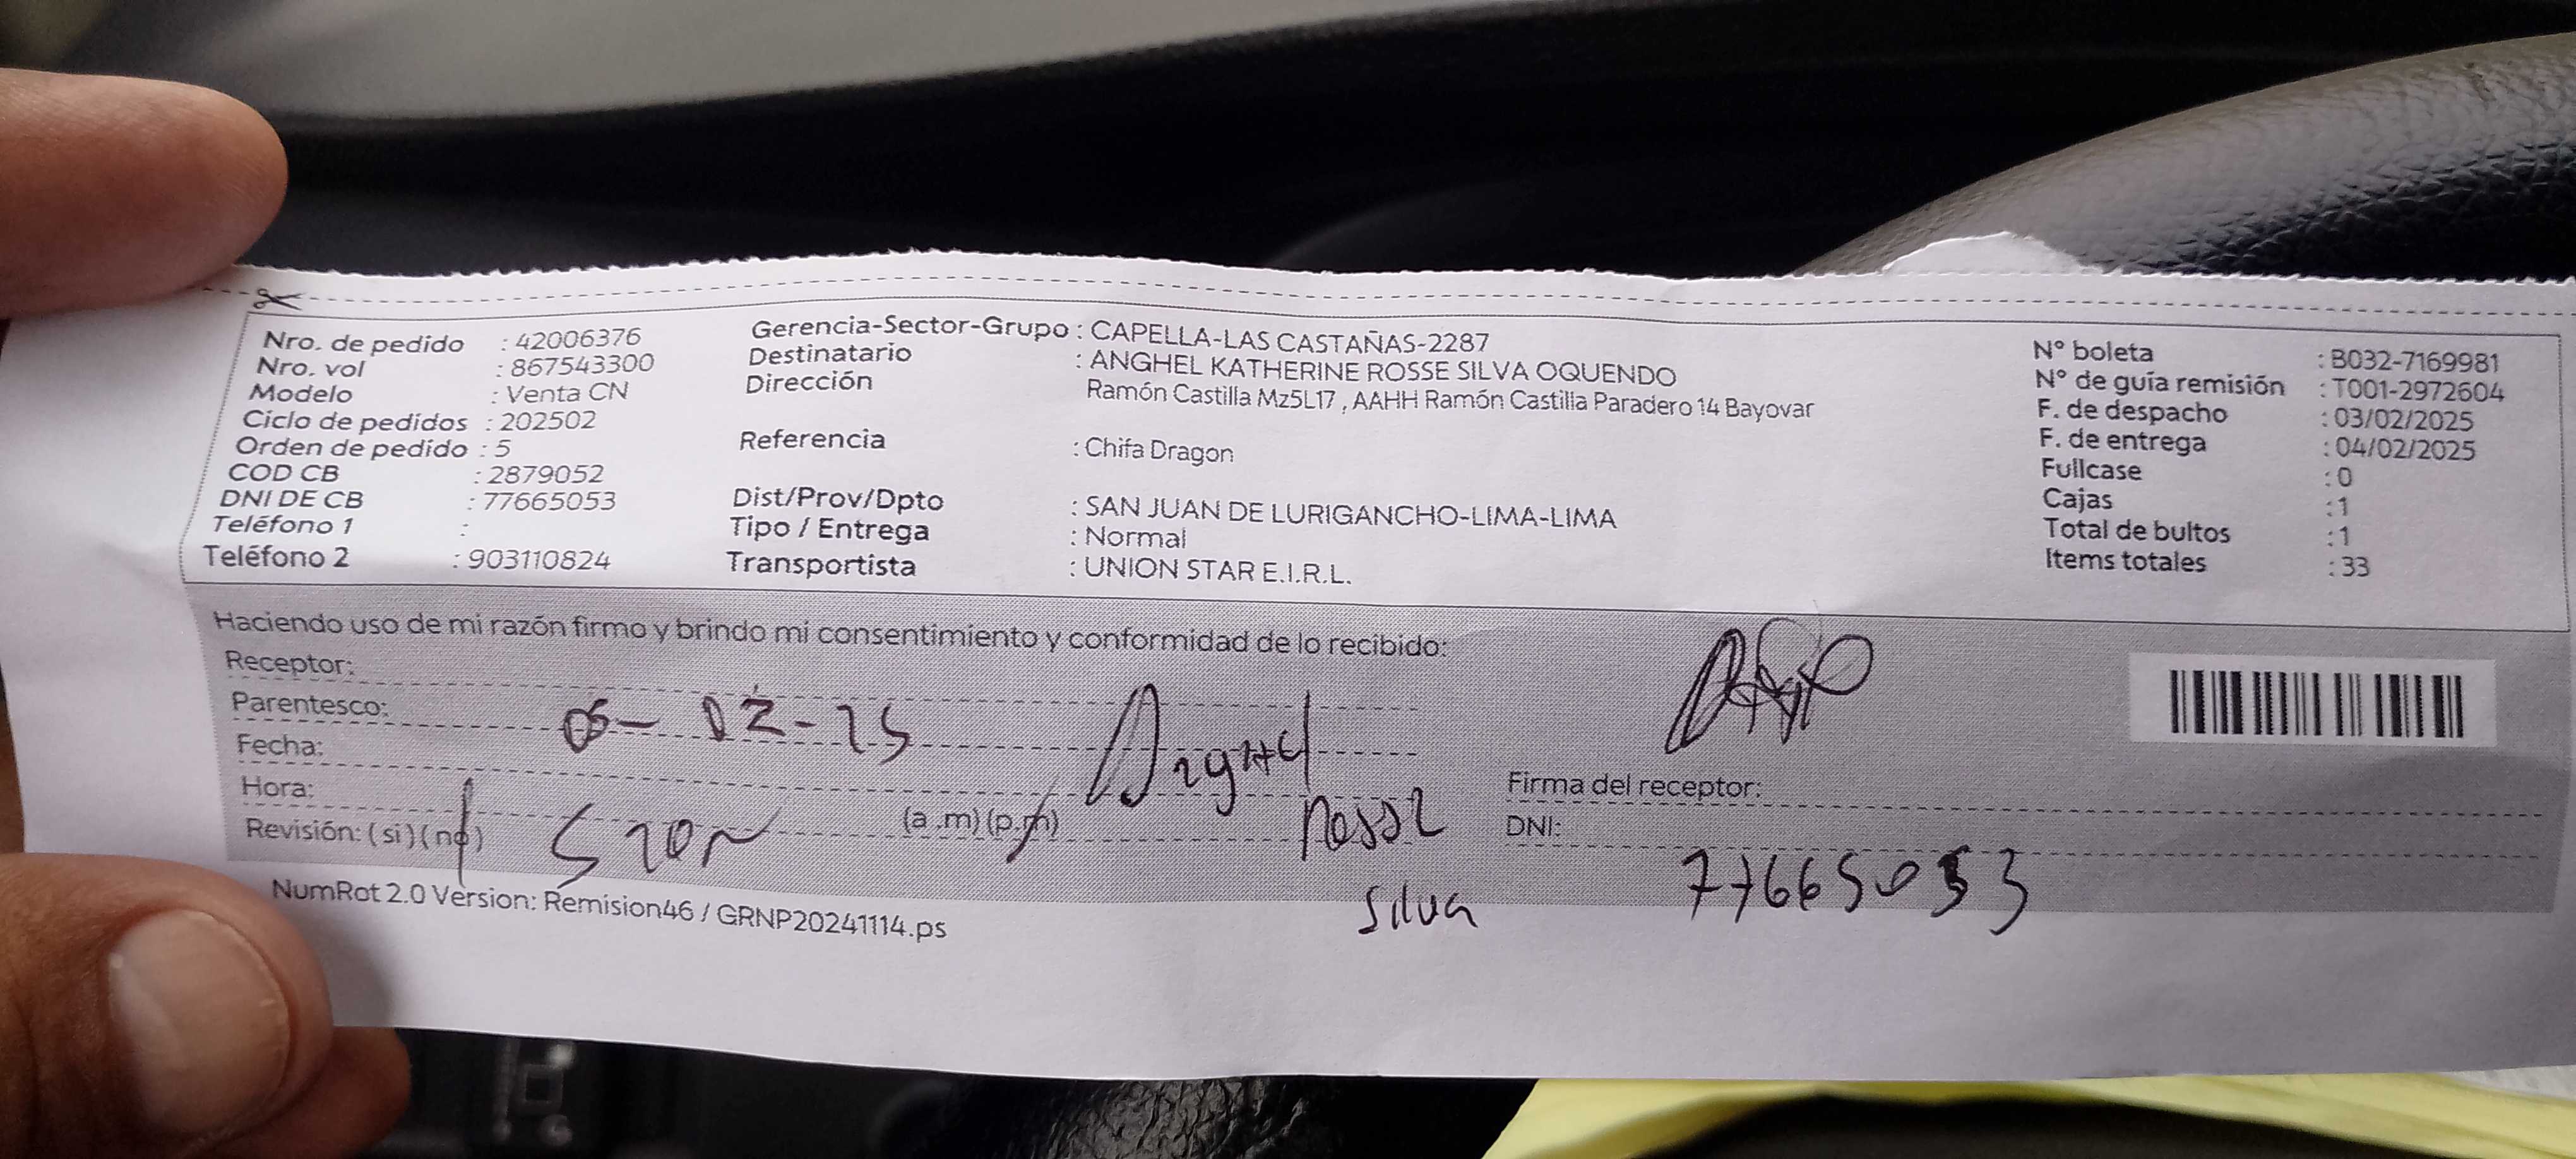 Nro. de pedido : 42006376
Nro. vol : 867543300
Modelo : Venta CN
Ciclo de pedidos : 202502
Orden de pedido : 5
COD CB : 2879052
DNI DE CB : 77665053
Teléfono 1 :
Teléfono 2 : 903110824
Gerencia-Sector-Grupo : CAPELLA-LAS CASTAÑAS-2287
Destinatario : ANGHEL KATHERINE ROSSE SILVA OQUENDO
Dirección Ramón Castilla Mz5L17 , AAHH Ramón Castilla Paradero 14 Bayovar
Referencia : Chifa Dragon
Dist/Prov/Dpto : SAN JUAN DE LURIGANCHO-LIMA-LIMA
Tipo / Entrega : Normal
Transportista : UNION STAR E.I.R.L.
N° boleta : B032-7169981
N° de guía remisión : T001-2972604
F. de despacho : 03/02/2025
F. de entrega : 04/02/2025
Fullcase : 0
Cajas : 1
Total de bultos : 1
Items totales : 33
Haciendo uso de mi razón firmo y brindo mi consentimiento y conformidad de lo recibido:
Receptor:
Parentesco:
02-25
Fecha:
Hora:
(a .m) (p.m)
Revisión: (si) (no)
Silva
Firma del receptor:
DNI:
77665053
NumRot 2.0 Version: Remision46 / GRNP20241114.ps